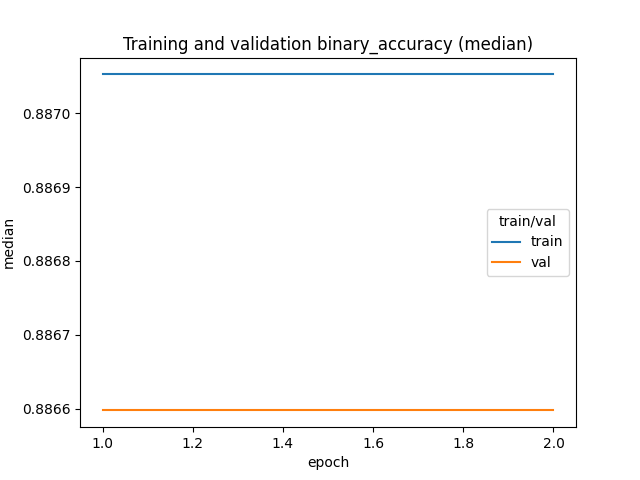 Training and validation binary_accuracy (median)
0.8870
0.8869
0.8868
0.8867
0.8866
median
train/val
train
val
1.0 1.2 1.4 1.6 1.8 2.0
epoch